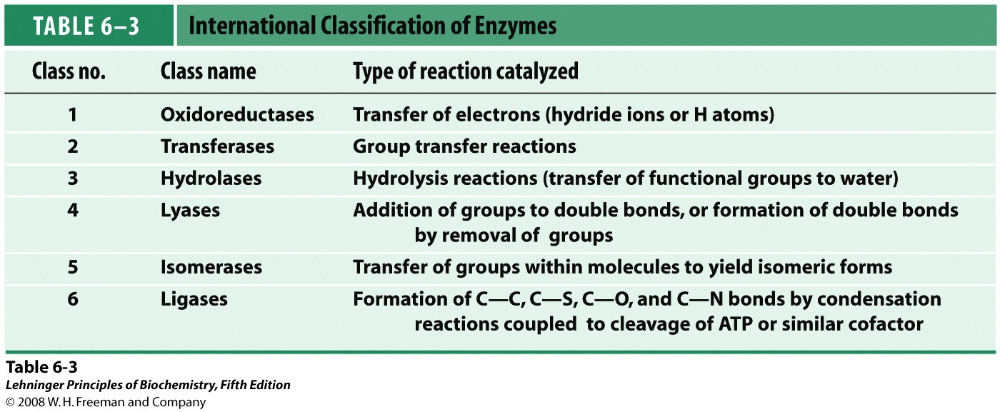 TABLE 6–3 International Classification of Enzymes
Class no. Class name Type of reaction catalyzed
1 Oxidoreductases Transfer of electrons (hydride ions or H atoms)
2 Transferases Group transfer reactions
3 Hydrolases Hydrolysis reactions (transfer of functional groups to water)
4 Lyases Addition of groups to double bonds, or formation of double bonds
by removal of groups
5 Isomerases Transfer of groups within molecules to yield isomeric forms
6 Ligases Formation of C—C, C—S, C—O, and C—N bonds by condensation
reactions coupled to cleavage of ATP or similar cofactor
Table 6-3
Lehninger Principles of Biochemistry, Fifth Edition
© 2008 W. H. Freeman and Company